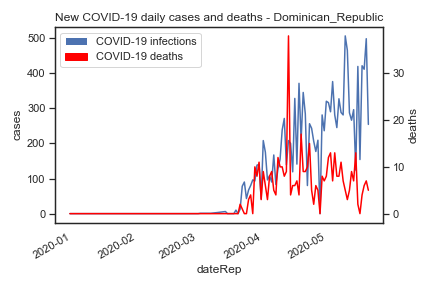 New COVID-19 daily cases and deaths - Dominican_Republic
COVID-19 infections
COVID-19 deaths
500
400
300
200
100
0
cases
30
20
10
0
deaths
2020-01
2020-02
2020-03
2020-04
2020-05
dateRep